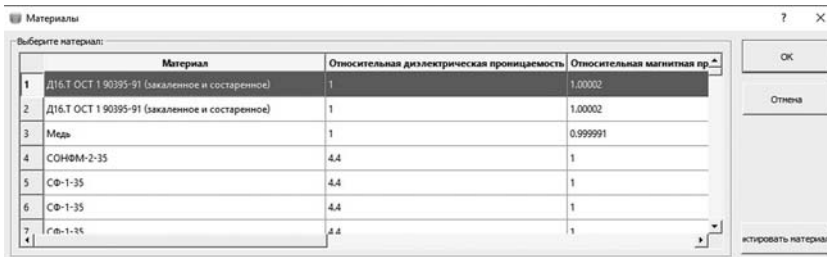 Материалы ? X
Выберите материал:
Материал Относительная диэлектрическая проницаемость Относительная магнитная пр
1 Д16.Т ОСТ 1 90395-91 (закаленное и состаренное) 1 1.00002
2 Д16.Т ОСТ 1 90395-91 (закаленное и состаренное) 1 1.00002
3 Медь 1 0.999991
4 СОНФМ-2-35 4.4 1
5 СФ-1-35 4.4 1
6 СФ-1-35 4.4 1
7 СФ-1-35 4.4 1
ОК
Отмена
ктировать материа